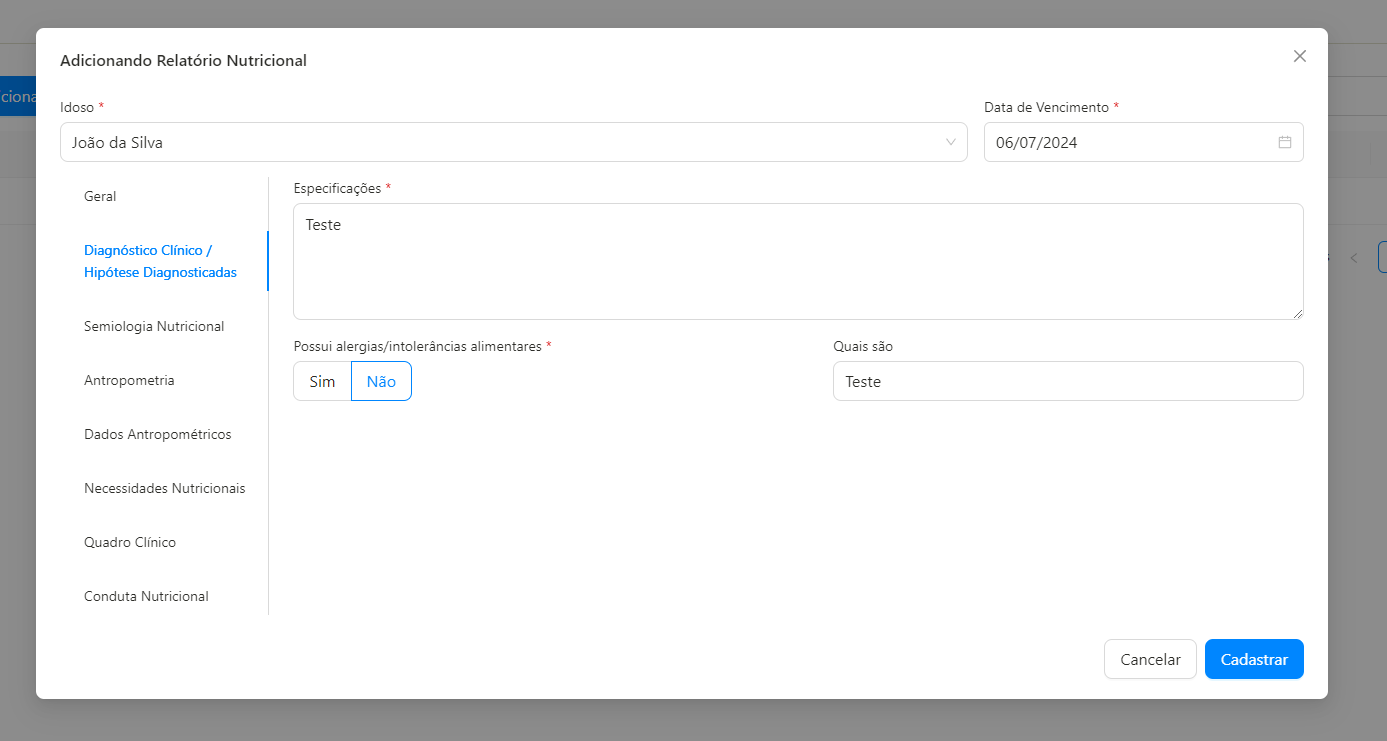 Adicionando Relatório Nutricional
Idoso *
Data de Vencimento *
João da Silva
06/07/2024
Geral
Diagnóstico Clínico /
Hipótese Diagnosticadas
Semiologia Nutricional
Antropometria
Dados Antropométricos
Necessidades Nutricionais
Quadro Clínico
Conduta Nutricional
Especificações *
Teste
Possui alergias/intolerâncias alimentares *
Sim
Não
Quais são
Teste
Cancelar
Cadastrar